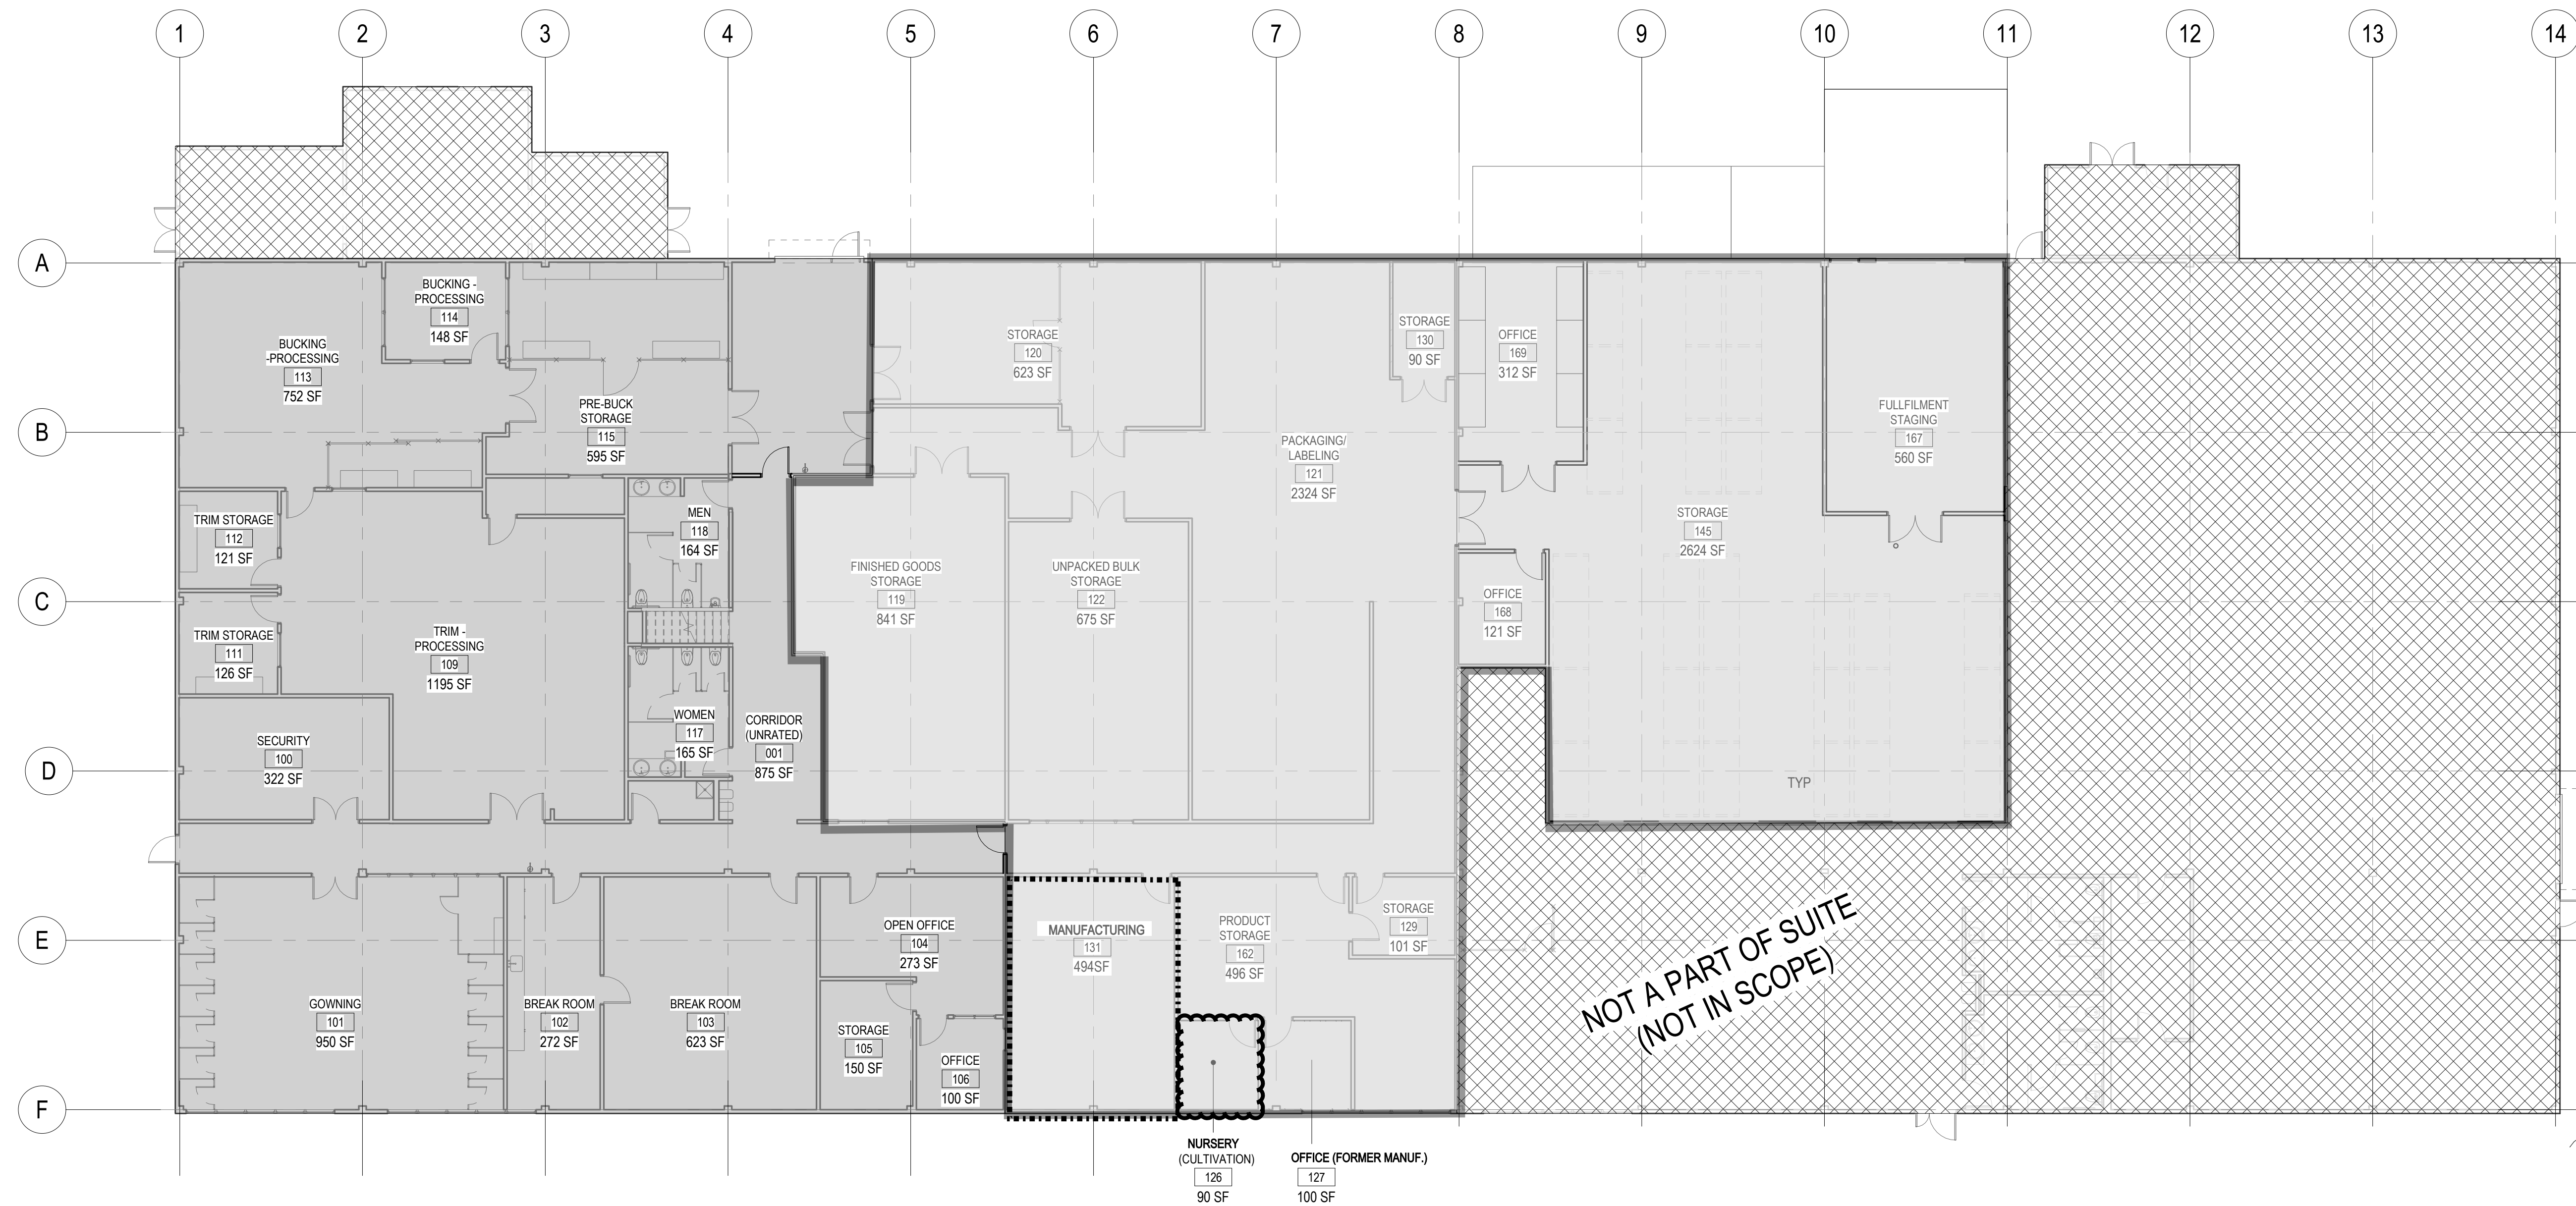 1 2 3 4 5 6 7 8 9 10 11 12 13 14
A
B
C
D
E
F
BUCKING -
PROCESSING
114
148 SF
BUCKING
-PROCESSING
113
752 SF
PRE-BUCK
STORAGE
115
595 SF
STORAGE
120
623 SF
STORAGE
130
90 SF
OFFICE
169
312 SF
FULLFILMENT
STAGING
167
560 SF
PACKAGING/
LABELING
121
2324 SF
TRIM STORAGE
112
121 SF
MEN
118
164 SF
STORAGE
145
2624 SF
FINISHED GOODS
STORAGE
119
841 SF
UNPACKED BULK
STORAGE
122
675 SF
OFFICE
168
121 SF
TRIM STORAGE
111
126 SF
TRIM -
PROCESSING
109
1195 SF
WOMEN
117
165 SF
CORRIDOR
(UNRATED)
001
875 SF
SECURITY
100
322 SF
TYP
OPEN OFFICE
104
273 SF
MANUFACTURING
131
494SF
PRODUCT
STORAGE
162
496 SF
STORAGE
129
101 SF
NOT A PART OF SUITE
(NOT IN SCOPE)
GOWNING
101
950 SF
BREAK ROOM
102
272 SF
BREAK ROOM
103
623 SF
STORAGE
105
150 SF
OFFICE
106
100 SF
NURSERY
(CULTIVATION)
126
90 SF
OFFICE (FORMER MANUF.)
127
100 SF